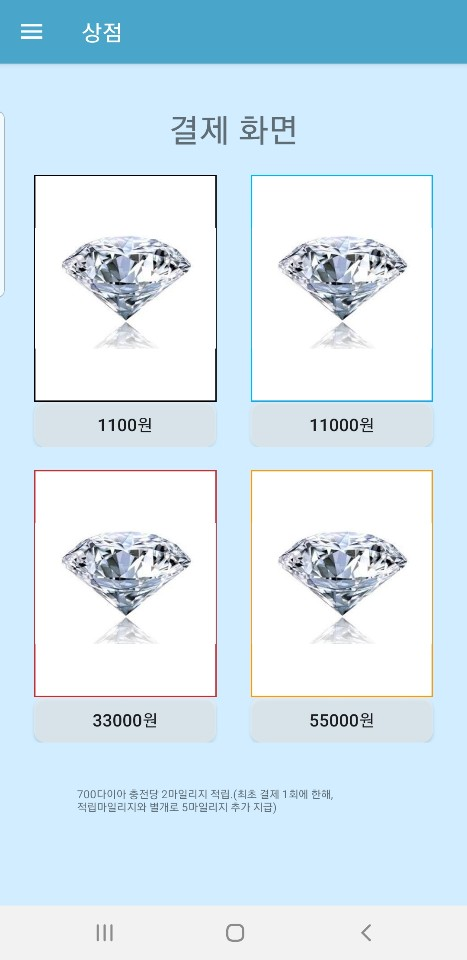 상점
결제 화면
1100원
11000원
33000원
55000원
700다이아 충전당 2마일리지 적립.(최초 결제 1회에 한해,
적립마일리지와 별개로 5마일리지 추가 지급)